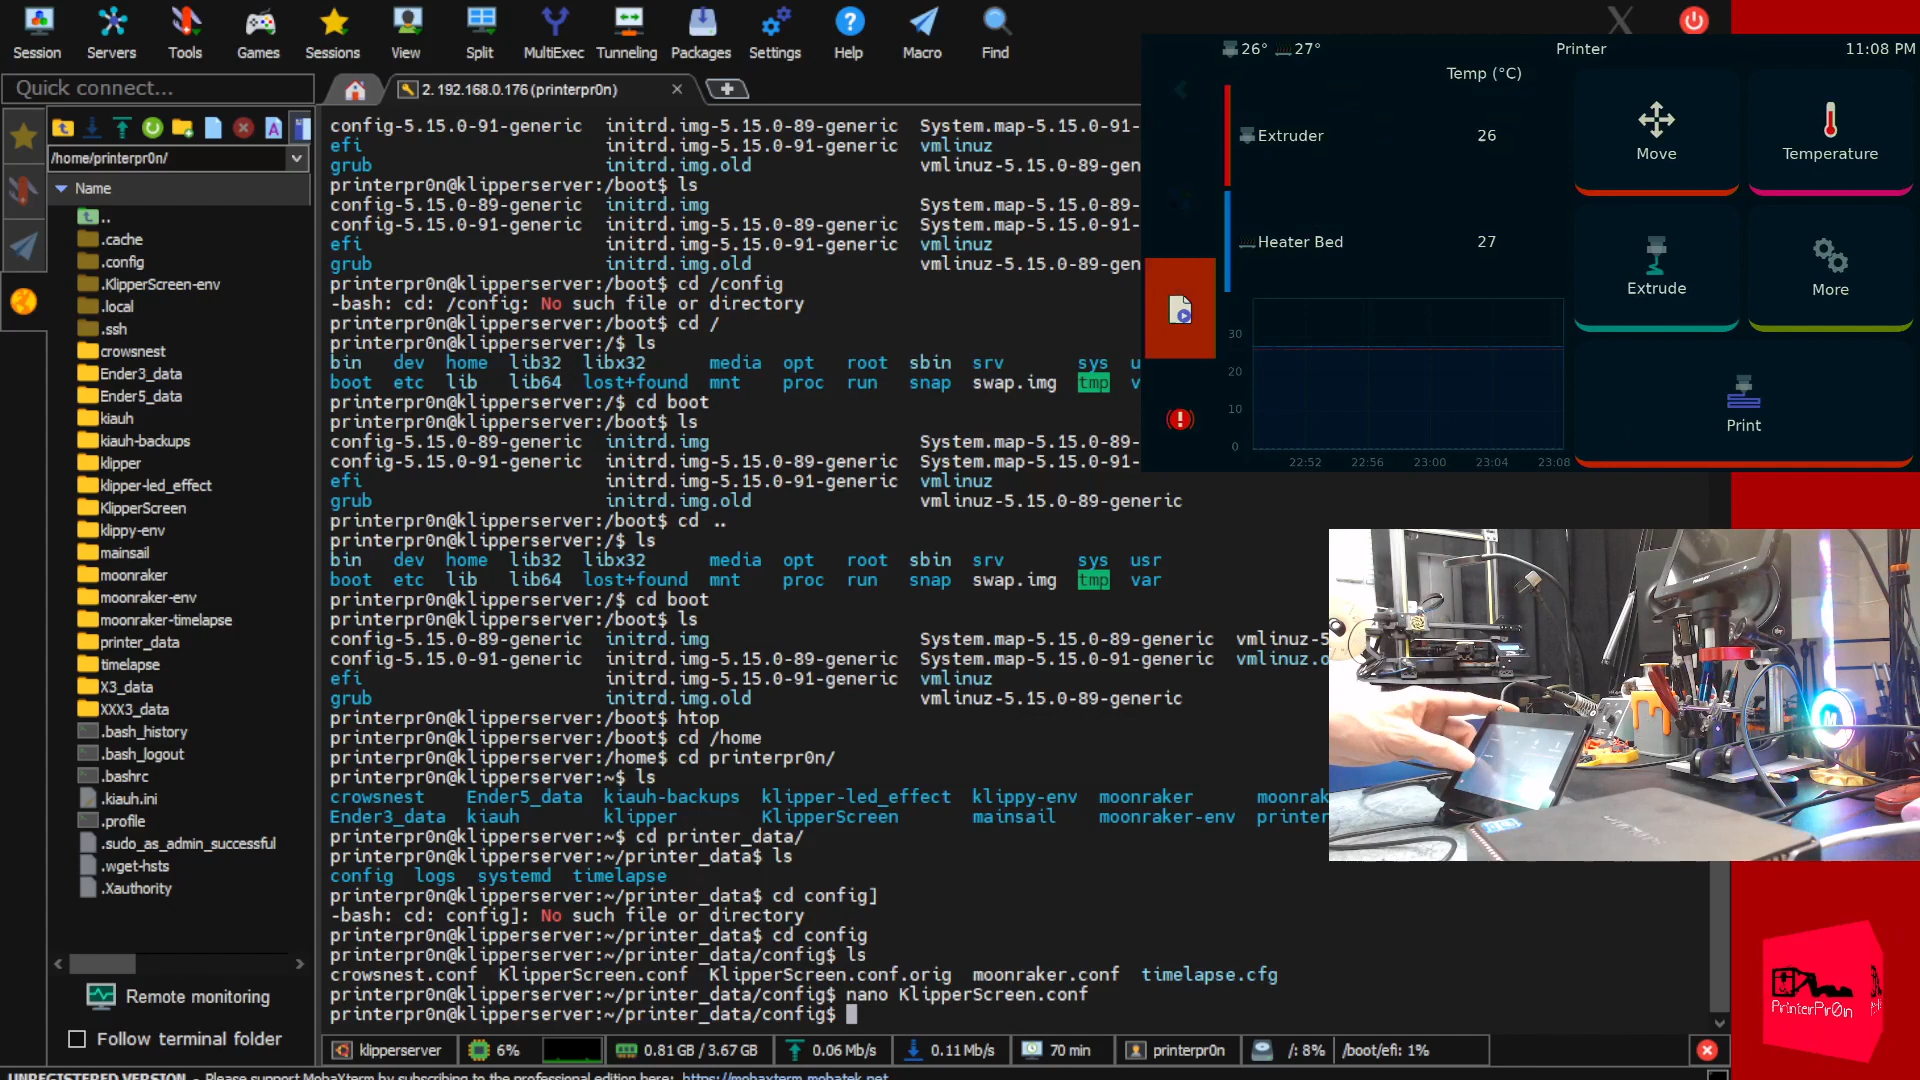 Session Servers Tools Games Sessions View Split MultiExec Tunneling Packages Settings Help Macro Find
X
26° 27° Printer 11:08 PM
Quick connect...
2. 192.168.0.176 (printerpr0n)
Temp (°C)
Extruder 26
Heater Bed 27
Move
Temperature
Extrude
More
Print
30
20
10
0
22:52 22:56 23:00 23:04 23:08
/home/printerpr0n/
Name
..
.cache
.config
.KlipperScreen-env
.local
.ssh
crowsnest
Ender3_data
Ender5_data
kiauh
kiauh-backups
klipper
klipper-led_effect
KlipperScreen
klippy-env
mainsail
moonraker
moonraker-env
moonraker-timelapse
printer_data
timelapse
X3_data
XXX3_data
.bash_history
.bash_logout
.bashrc
.kiauh.ini
.profile
.sudo_as_admin_successful
.wget-hsts
.Xauthority
Remote monitoring
Follow terminal folder
config-5.15.0-91-generic initrd.img-5.15.0-89-generic System.map-5.15.0-91-
efi initrd.img-5.15.0-91-generic vmlinuz
grub initrd.img.old vmlinuz-5.15.0-89-gen
printerpr0n@klipperserver:/boot$ ls
config-5.15.0-89-generic initrd.img System.map-5.15.0-89-
config-5.15.0-91-generic initrd.img-5.15.0-89-generic System.map-5.15.0-91-
efi initrd.img-5.15.0-91-generic vmlinuz
grub initrd.img.old vmlinuz-5.15.0-89-gen
printerpr0n@klipperserver:/boot$ cd /config
-bash: cd: /config: No such file or directory
printerpr0n@klipperserver:/boot$ cd /
printerpr0n@klipperserver:/$ ls
bin dev home lib32 libx32 media opt root sbin srv sys u
boot etc lib lib64 lost+found mnt proc run snap swap.img tmp v
printerpr0n@klipperserver:/$ cd boot
printerpr0n@klipperserver:/boot$ ls
config-5.15.0-89-generic initrd.img System.map-5.15.0-89-
config-5.15.0-91-generic initrd.img-5.15.0-89-generic System.map-5.15.0-91-
efi initrd.img-5.15.0-91-generic vmlinuz
grub initrd.img.old vmlinuz-5.15.0-89-generic
printerpr0n@klipperserver:/boot$ cd ..
printerpr0n@klipperserver:/$ ls
bin dev home lib32 libx32 media opt root sbin srv sys usr
boot etc lib lib64 lost+found mnt proc run snap swap.img tmp var
printerpr0n@klipperserver:/$ cd boot
printerpr0n@klipperserver:/boot$ ls
config-5.15.0-89-generic initrd.img System.map-5.15.0-89-generic vmlinuz-5
config-5.15.0-91-generic initrd.img-5.15.0-89-generic System.map-5.15.0-91-generic vmlinuz.o
efi initrd.img-5.15.0-91-generic vmlinuz
grub initrd.img.old vmlinuz-5.15.0-89-generic
printerpr0n@klipperserver:/boot$ htop
printerpr0n@klipperserver:/boot$ cd /home
printerpr0n@klipperserver:/home$ cd printerpr0n/
printerpr0n@klipperserver:~$ ls
crowsnest Ender5_data kiauh-backups klipper-led_effect klippy-env moonraker moonrak
Ender3_data kiauh klipper KlipperScreen mainsail moonraker-env printer
printerpr0n@klipperserver:~$ cd printer_data/
printerpr0n@klipperserver:~/printer_data$ ls
config logs systemd timelapse
printerpr0n@klipperserver:~/printer_data$ cd config]
-bash: cd: config]: No such file or directory
printerpr0n@klipperserver:~/printer_data$ cd config
printerpr0n@klipperserver:~/printer_data/config$ ls
crowsnest.conf KlipperScreen.conf KlipperScreen.conf.orig moonraker.conf timelapse.cfg
printerpr0n@klipperserver:~/printer_data/config$ nano KlipperScreen.conf
printerpr0n@klipperserver:~/printer_data/config$
klipperserver 6% 0.81 GB / 3.67 GB 0.06 Mb/s 0.11 Mb/s 70 min printerpr0n /: 8% /boot/efi: 1%
UNREGISTERED VERSION - Please support MobaXterm by subscribing to the professional edition here: https://mobaxterm.mobatek.net
M
PrinterPr0n